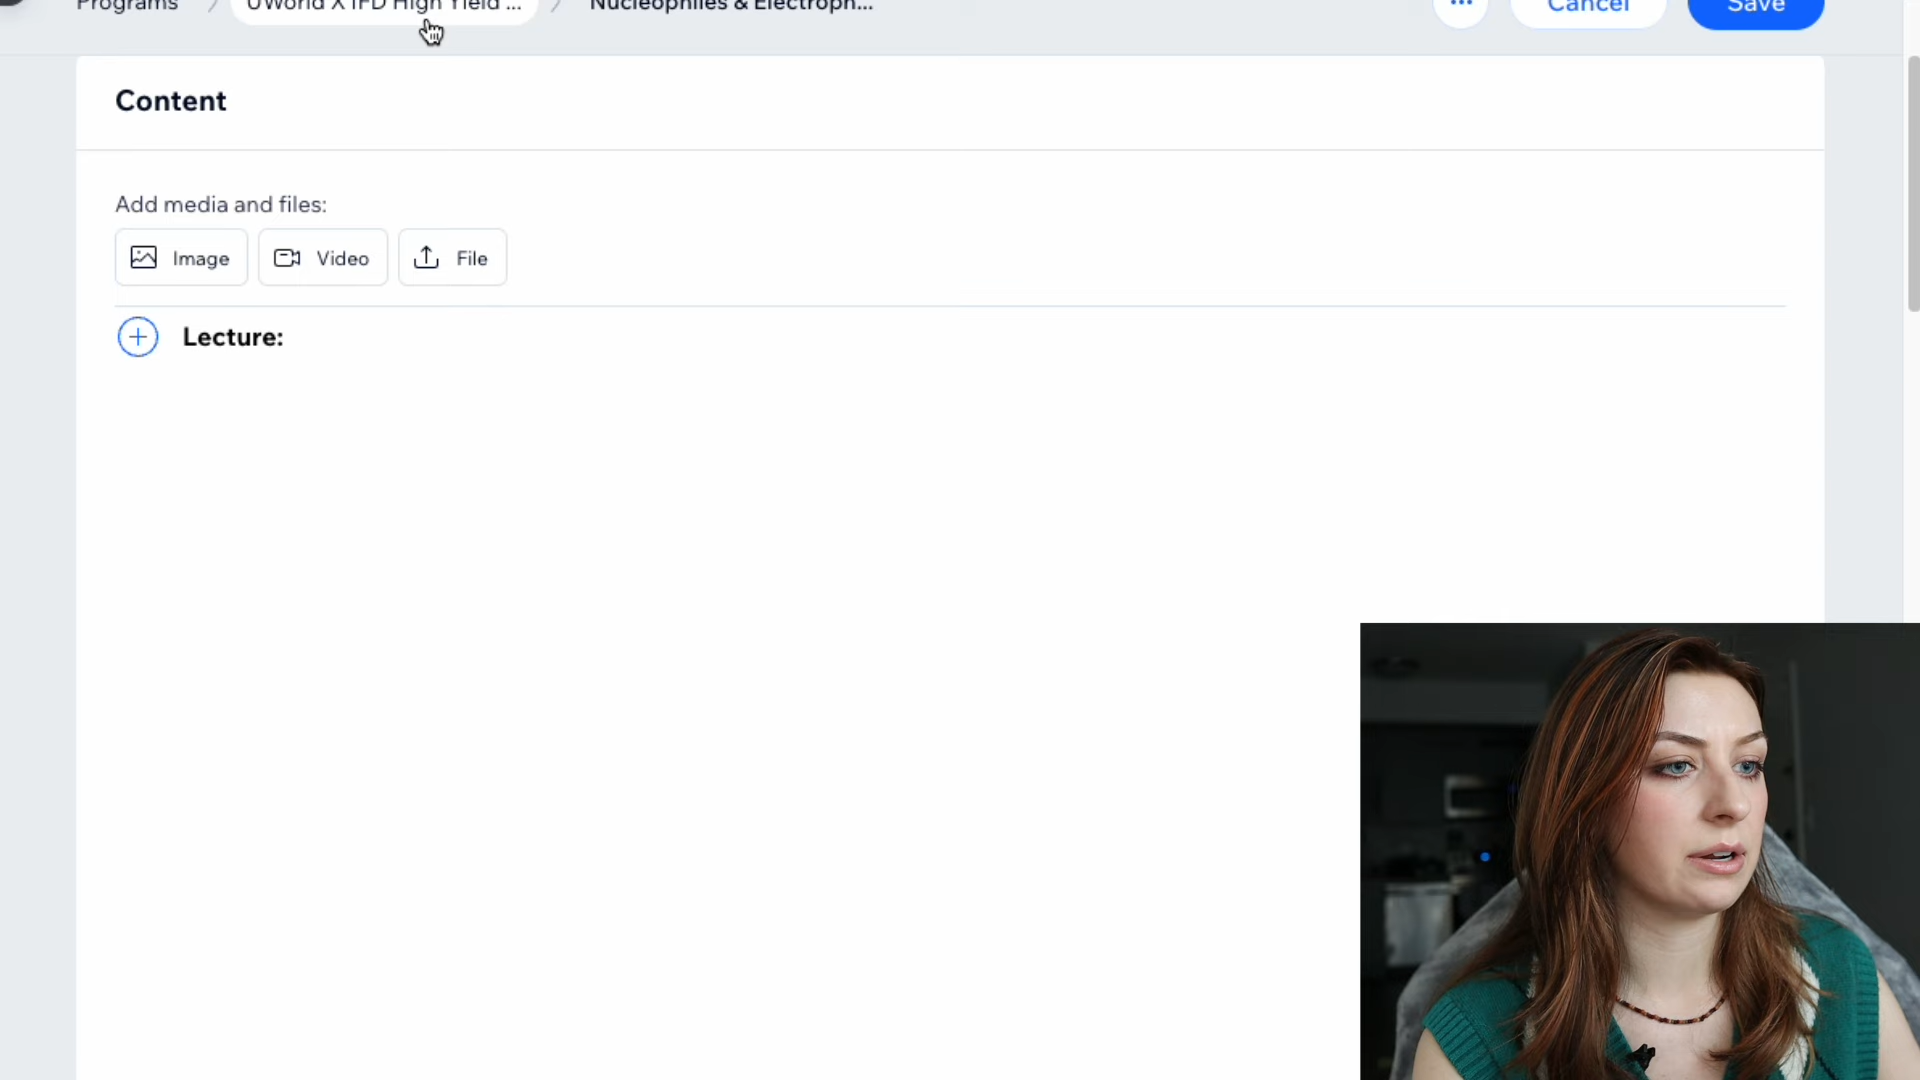 Programs / UWorld X IFD High Yield ... / Nucleophiles & Electroph...
... Cancel Save
Content
Add media and files:
Image Video File
Lecture: